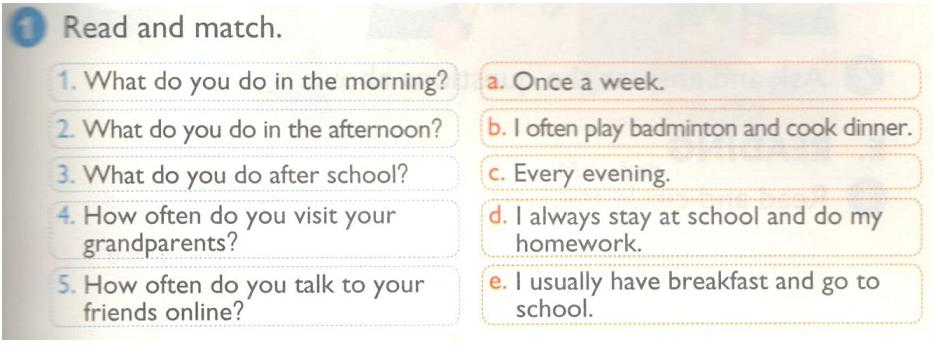 1 Read and match.
1. What do you do in the morning?
a. Once a week.
2. What do you do in the afternoon?
b. I often play badminton and cook dinner.
3. What do you do after school?
c. Every evening.
4. How often do you visit your
grandparents?
d. I always stay at school and do my
homework.
5. How often do you talk to your
friends online?
e. I usually have breakfast and go to
school.